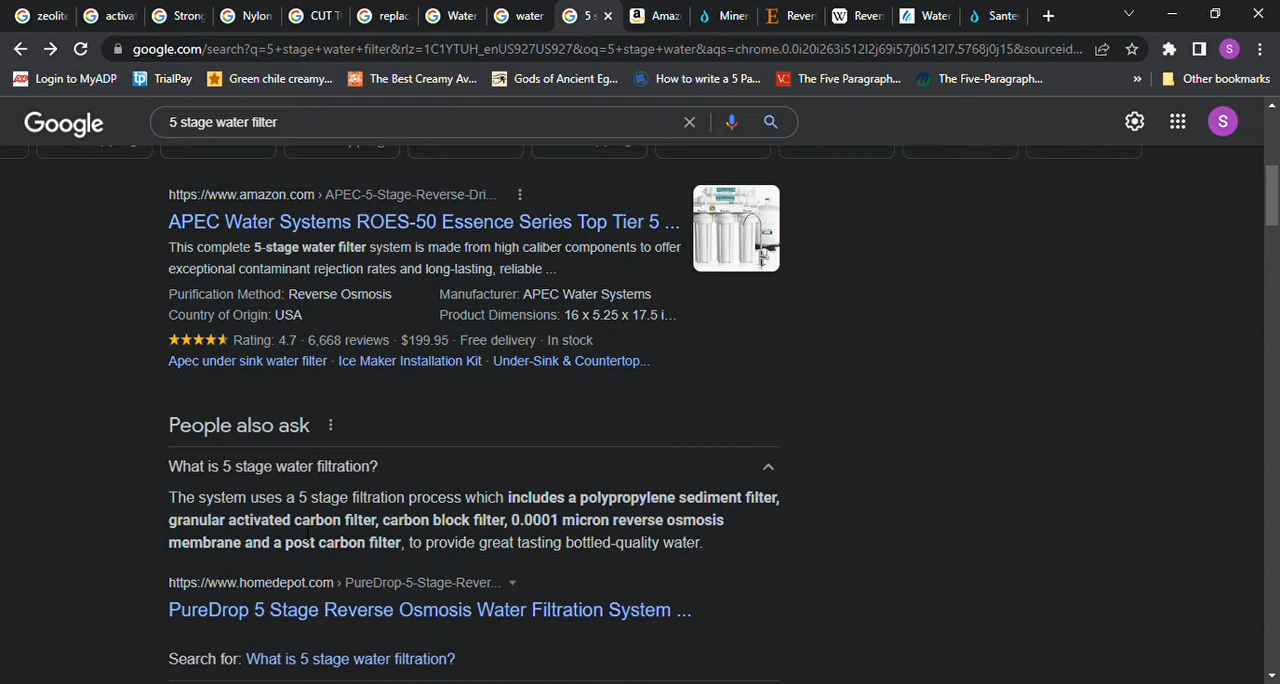 zeolite
activa
Strong
Nylon
CUT T
replac
Water
water
5 s
Amaz
Miner
Rever
Rever
Water
Sante
google.com/search?q=5+stage+water+filter&rlz=1C1YTUH_enUS927US927&oq=5+stage+water&aqs=chrome.0.0i20i263i512l2j69i57j0i512l7.5768j0j15&sourceid...
S
Login to MyADP
TrialPay
Green chile creamy...
The Best Creamy Av...
Gods of Ancient Eg...
How to write a 5 Pa...
VC
The Five Paragraph...
The Five-Paragraph...
»
Other bookmarks
Google
5 stage water filter
S
https://www.amazon.com › APEC-5-Stage-Reverse-Dri...
APEC Water Systems ROES-50 Essence Series Top Tier 5 ...
This complete 5-stage water filter system is made from high caliber components to offer
exceptional contaminant rejection rates and long-lasting, reliable ...
Purification Method: Reverse Osmosis
Manufacturer: APEC Water Systems
Country of Origin: USA
Product Dimensions: 16 x 5.25 x 17.5 i...
Rating: 4.7 · 6,668 reviews · $199.95 · Free delivery · In stock
Apec under sink water filter · Ice Maker Installation Kit · Under-Sink & Countertop...
People also ask
What is 5 stage water filtration?
The system uses a 5 stage filtration process which includes a polypropylene sediment filter,
granular activated carbon filter, carbon block filter, 0.0001 micron reverse osmosis
membrane and a post carbon filter, to provide great tasting bottled-quality water.
https://www.homedepot.com › PureDrop-5-Stage-Rever...
PureDrop 5 Stage Reverse Osmosis Water Filtration System ...
Search for: What is 5 stage water filtration?